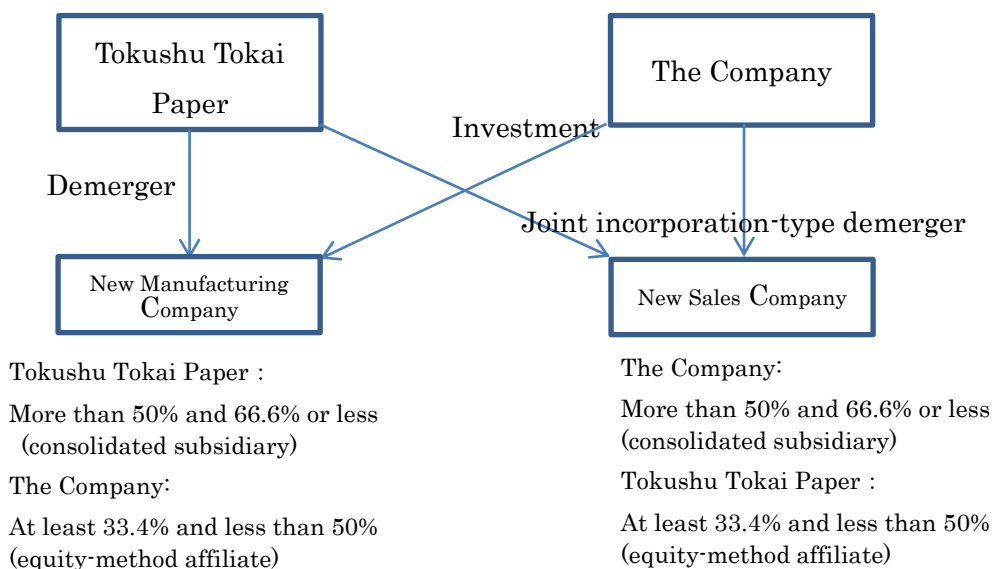 Tokushu Tokai
Paper
The Company
Investment
Demerger
Joint incorporation-type demerger
New Manufacturing
Company
New Sales Company
Tokushu Tokai Paper :
More than 50% and 66.6% or less
(consolidated subsidiary)
The Company:
At least 33.4% and less than 50%
(equity-method affiliate)
The Company:
More than 50% and 66.6% or less
(consolidated subsidiary)
Tokushu Tokai Paper :
At least 33.4% and less than 50%
(equity-method affiliate)